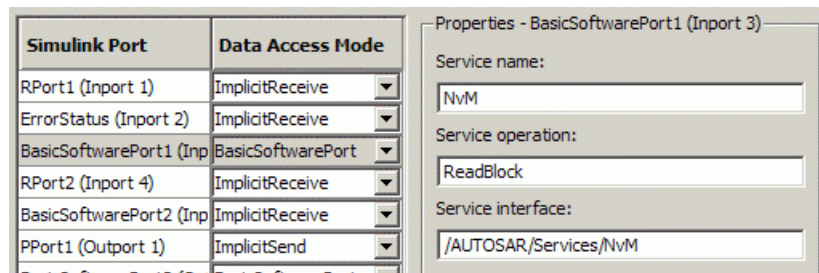 Simulink Port Data Access Mode
RPort1 (Inport 1) ImplicitReceive
ErrorStatus (Inport 2) ImplicitReceive
BasicSoftwarePort1 (Inp BasicSoftwarePort
RPort2 (Inport 4) ImplicitReceive
BasicSoftwarePort2 (Inp ImplicitReceive
PPort1 (Outport 1) ImplicitSend
Properties - BasicSoftwarePort1 (Inport 3)
Service name:
NvM
Service operation:
ReadBlock
Service interface:
/AUTOSAR/Services/NvM